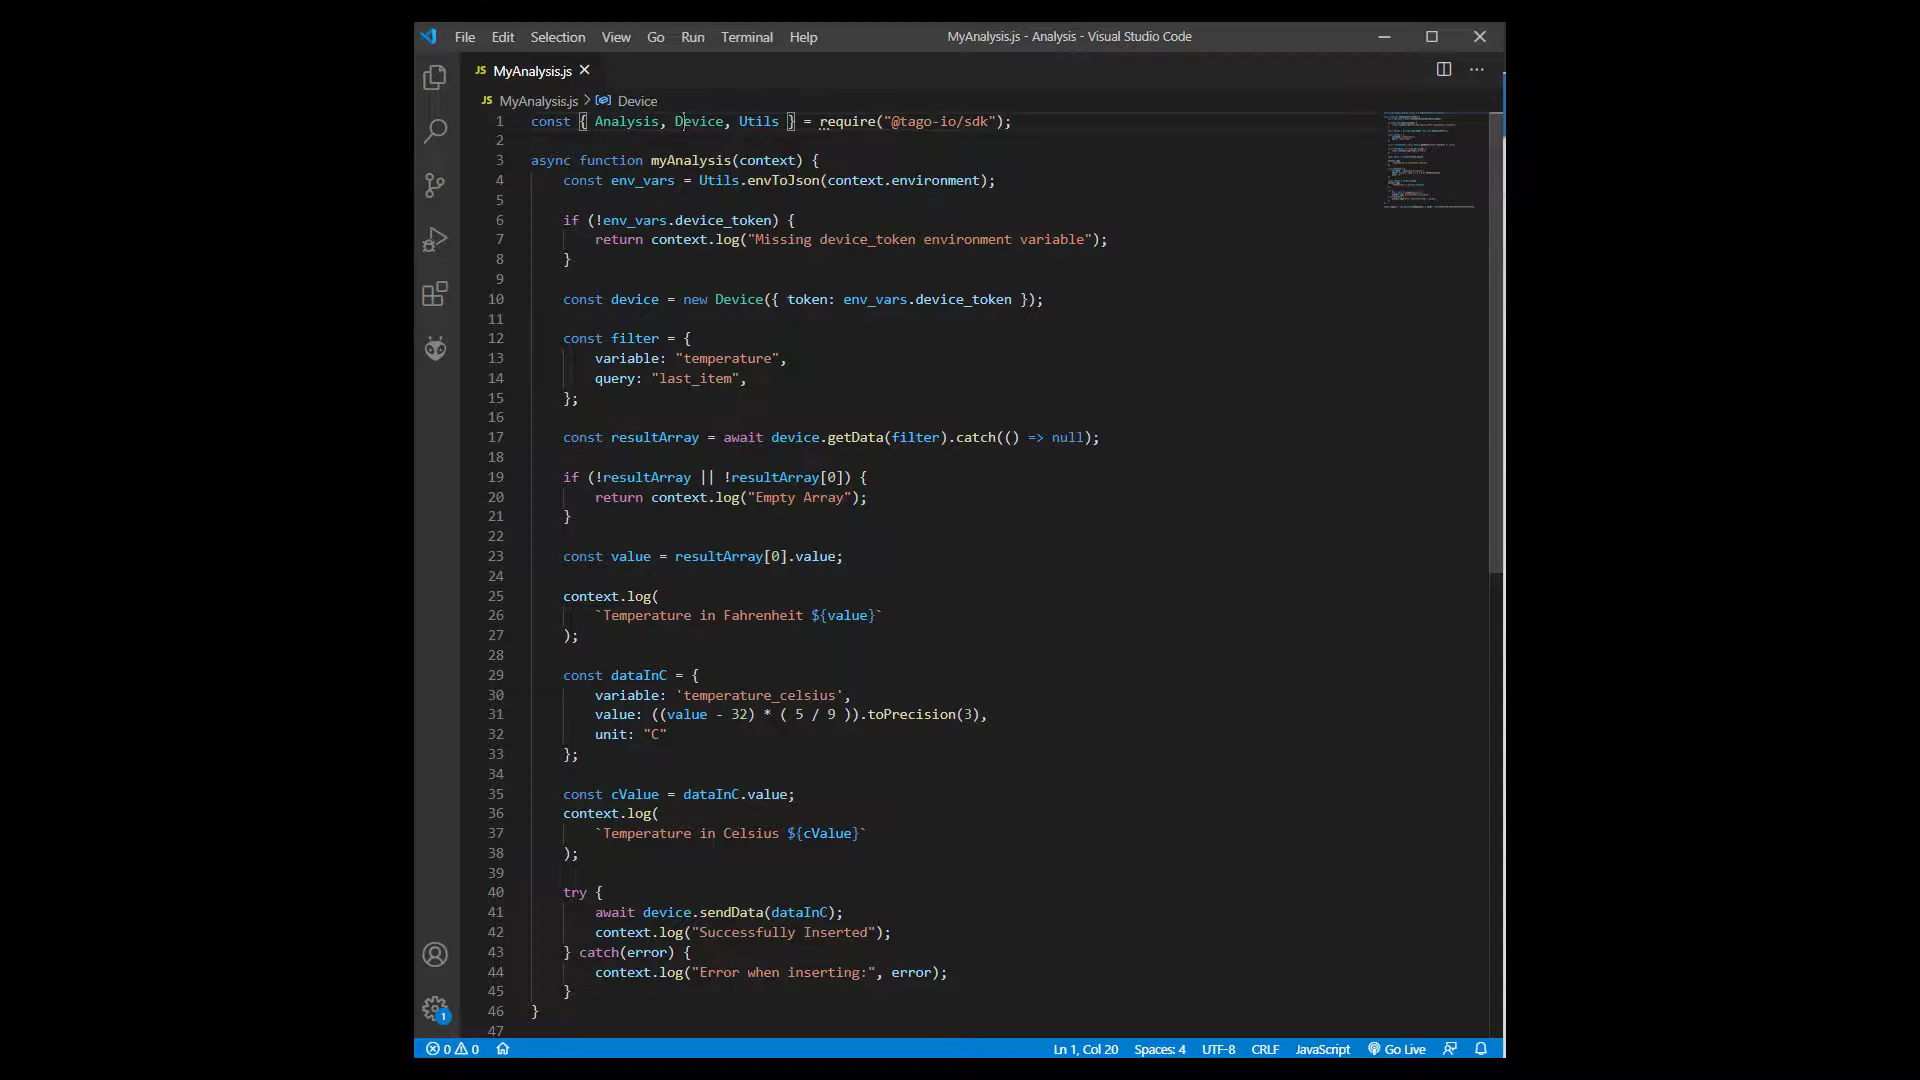 File Edit Selection View Go Run Terminal Help MyAnalysis.js - Analysis - Visual Studio Code
JS MyAnalysis.js
JS MyAnalysis.js > Device
1 const { Analysis, Device, Utils } = require("@tago-io/sdk");
2
3 async function myAnalysis(context) {
4 const env_vars = Utils.envToJson(context.environment);
5
6 if (!env_vars.device_token) {
7 return context.log("Missing device_token environment variable");
8 }
9
10 const device = new Device({ token: env_vars.device_token });
11
12 const filter = {
13 variable: "temperature",
14 query: "last_item",
15 };
16
17 const resultArray = await device.getData(filter).catch(() => null);
18
19 if (!resultArray || !resultArray[0]) {
20 return context.log("Empty Array");
21 }
22
23 const value = resultArray[0].value;
24
25 context.log(
26 `Temperature in Fahrenheit ${value}`
27 );
28
29 const dataInC = {
30 variable: 'temperature_celsius',
31 value: ((value - 32) * ( 5 / 9 )).toPrecision(3),
32 unit: "C"
33 };
34
35 const cValue = dataInC.value;
36 context.log(
37 `Temperature in Celsius ${cValue}`
38 );
39
40 try {
41 await device.sendData(dataInC);
42 context.log("Successfully Inserted");
43 } catch(error) {
44 context.log("Error when inserting:", error);
45 }
46 }
47
1
0 0 Ln 1, Col 20 Spaces: 4 UTF-8 CRLF JavaScript Go Live